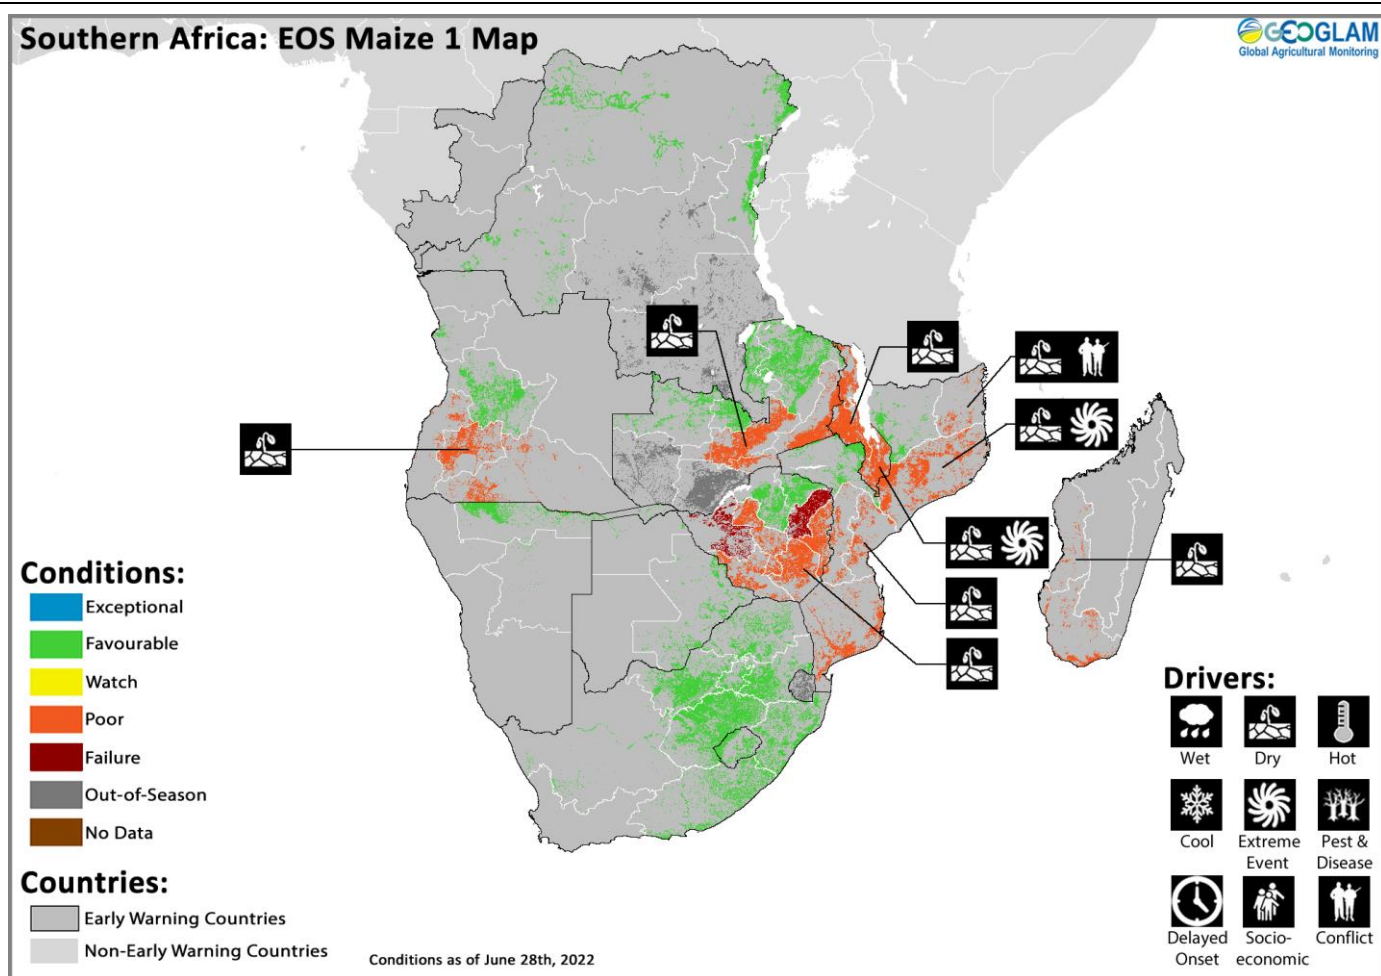 Southern Africa: EOS Maize 1 Map
GEOGLAM
Global Agricultural Monitoring
Conditions:
Exceptional
Favourable
Watch
Poor
Failure
Out-of-Season
No Data
Countries:
Early Warning Countries
Non-Early Warning Countries
Conditions as of June 28th, 2022
Drivers:
Wet
Dry
Hot
Cool
Extreme
Event
Pest &
Disease
Delayed
Onset
Socio-
economic
Conflict